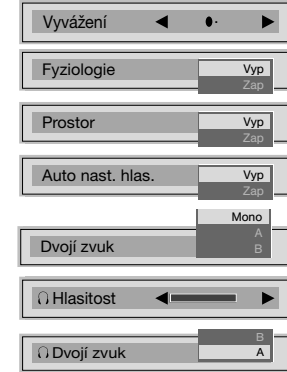 Vyvážení
Fyziologie Vyp
Zap
Prostor Vyp
Zap
Auto nast. hlas. Vyp
Zap
Mono
A
Dvojí zvuk B
Hlasitost
B
Dvojí zvuk A